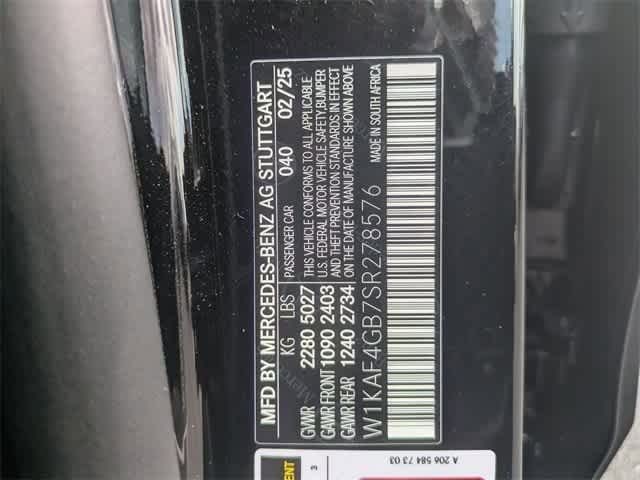 MFD BY MERCEDES-BENZ AG STUTTGART
KG LBS PASSENGER CAR 040 02/25
GVWR 2280 5027
GAWR FRONT 1090 2403
GAWR REAR 1240 2734
THIS VEHICLE CONFORMS TO ALL APPLICABLE
U.S. FEDERAL MOTOR VEHICLE SAFETY BUMPER
AND THEFT PREVENTION STANDARDS IN EFFECT
ON THE DATE OF MANUFACTURE SHOWN ABOVE
W1KAF4GB7SR278576 MADE IN SOUTH AFRICA
A 206 584 73 03
3